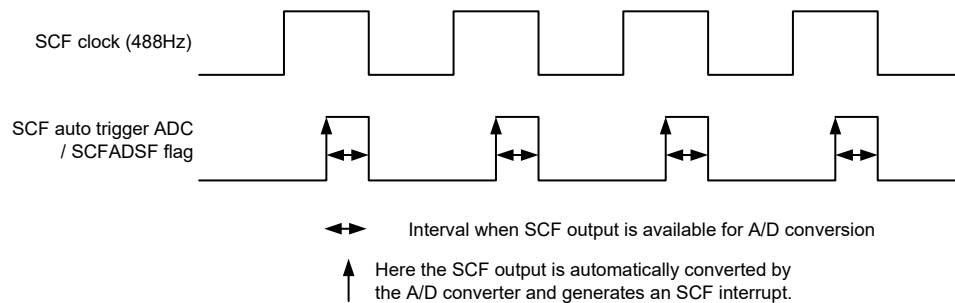 SCF clock (488Hz)
SCF auto trigger ADC
/ SCFADSF flag
Interval when SCF output is available for A/D conversion
Here the SCF output is automatically converted by
the A/D converter and generates an SCF interrupt.